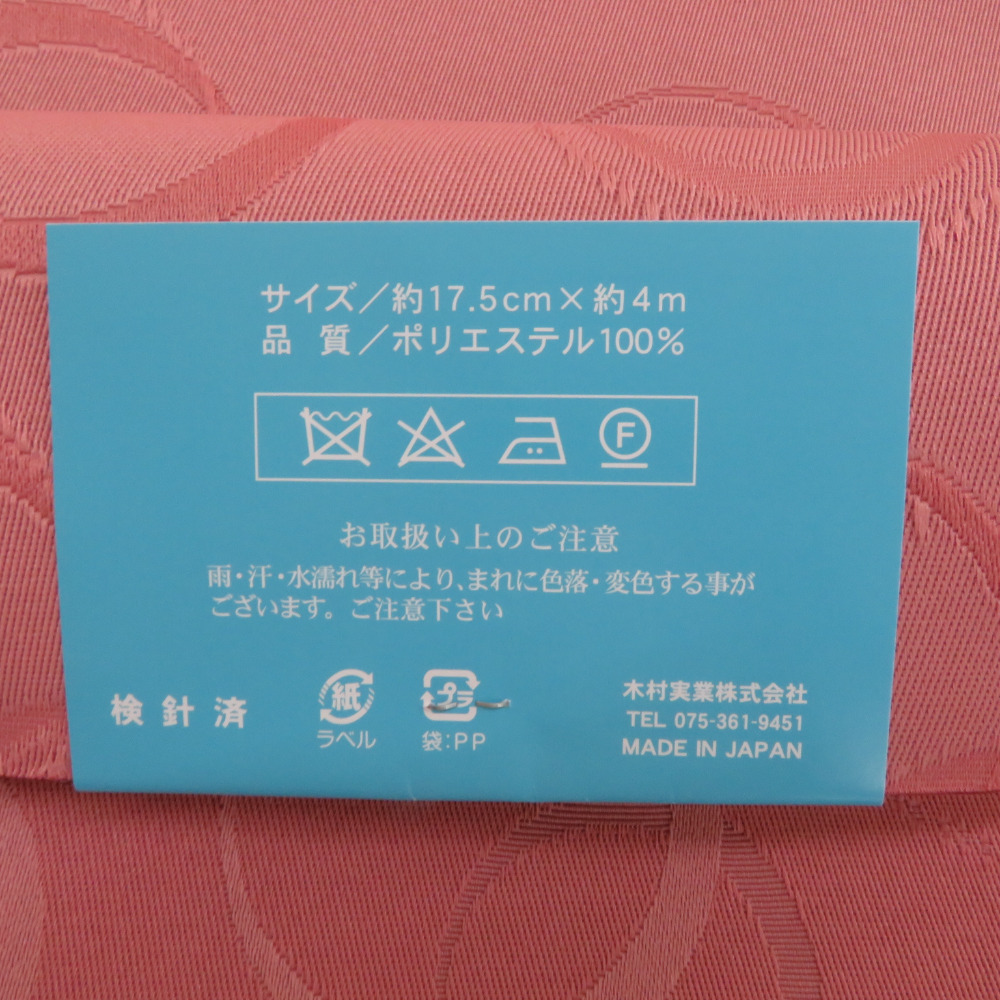 サイズ／約17.5cm×約4m
品質／ポリエステル100%
F
お取扱い上のご注意
雨・汗・水濡れ等により、まれに色落・変色する事が
ございます。ご注意下さい
検針済
紙
ラベル
プラ
袋:PP
木村実業株式会社
TEL 075-361-9451
MADE IN JAPAN